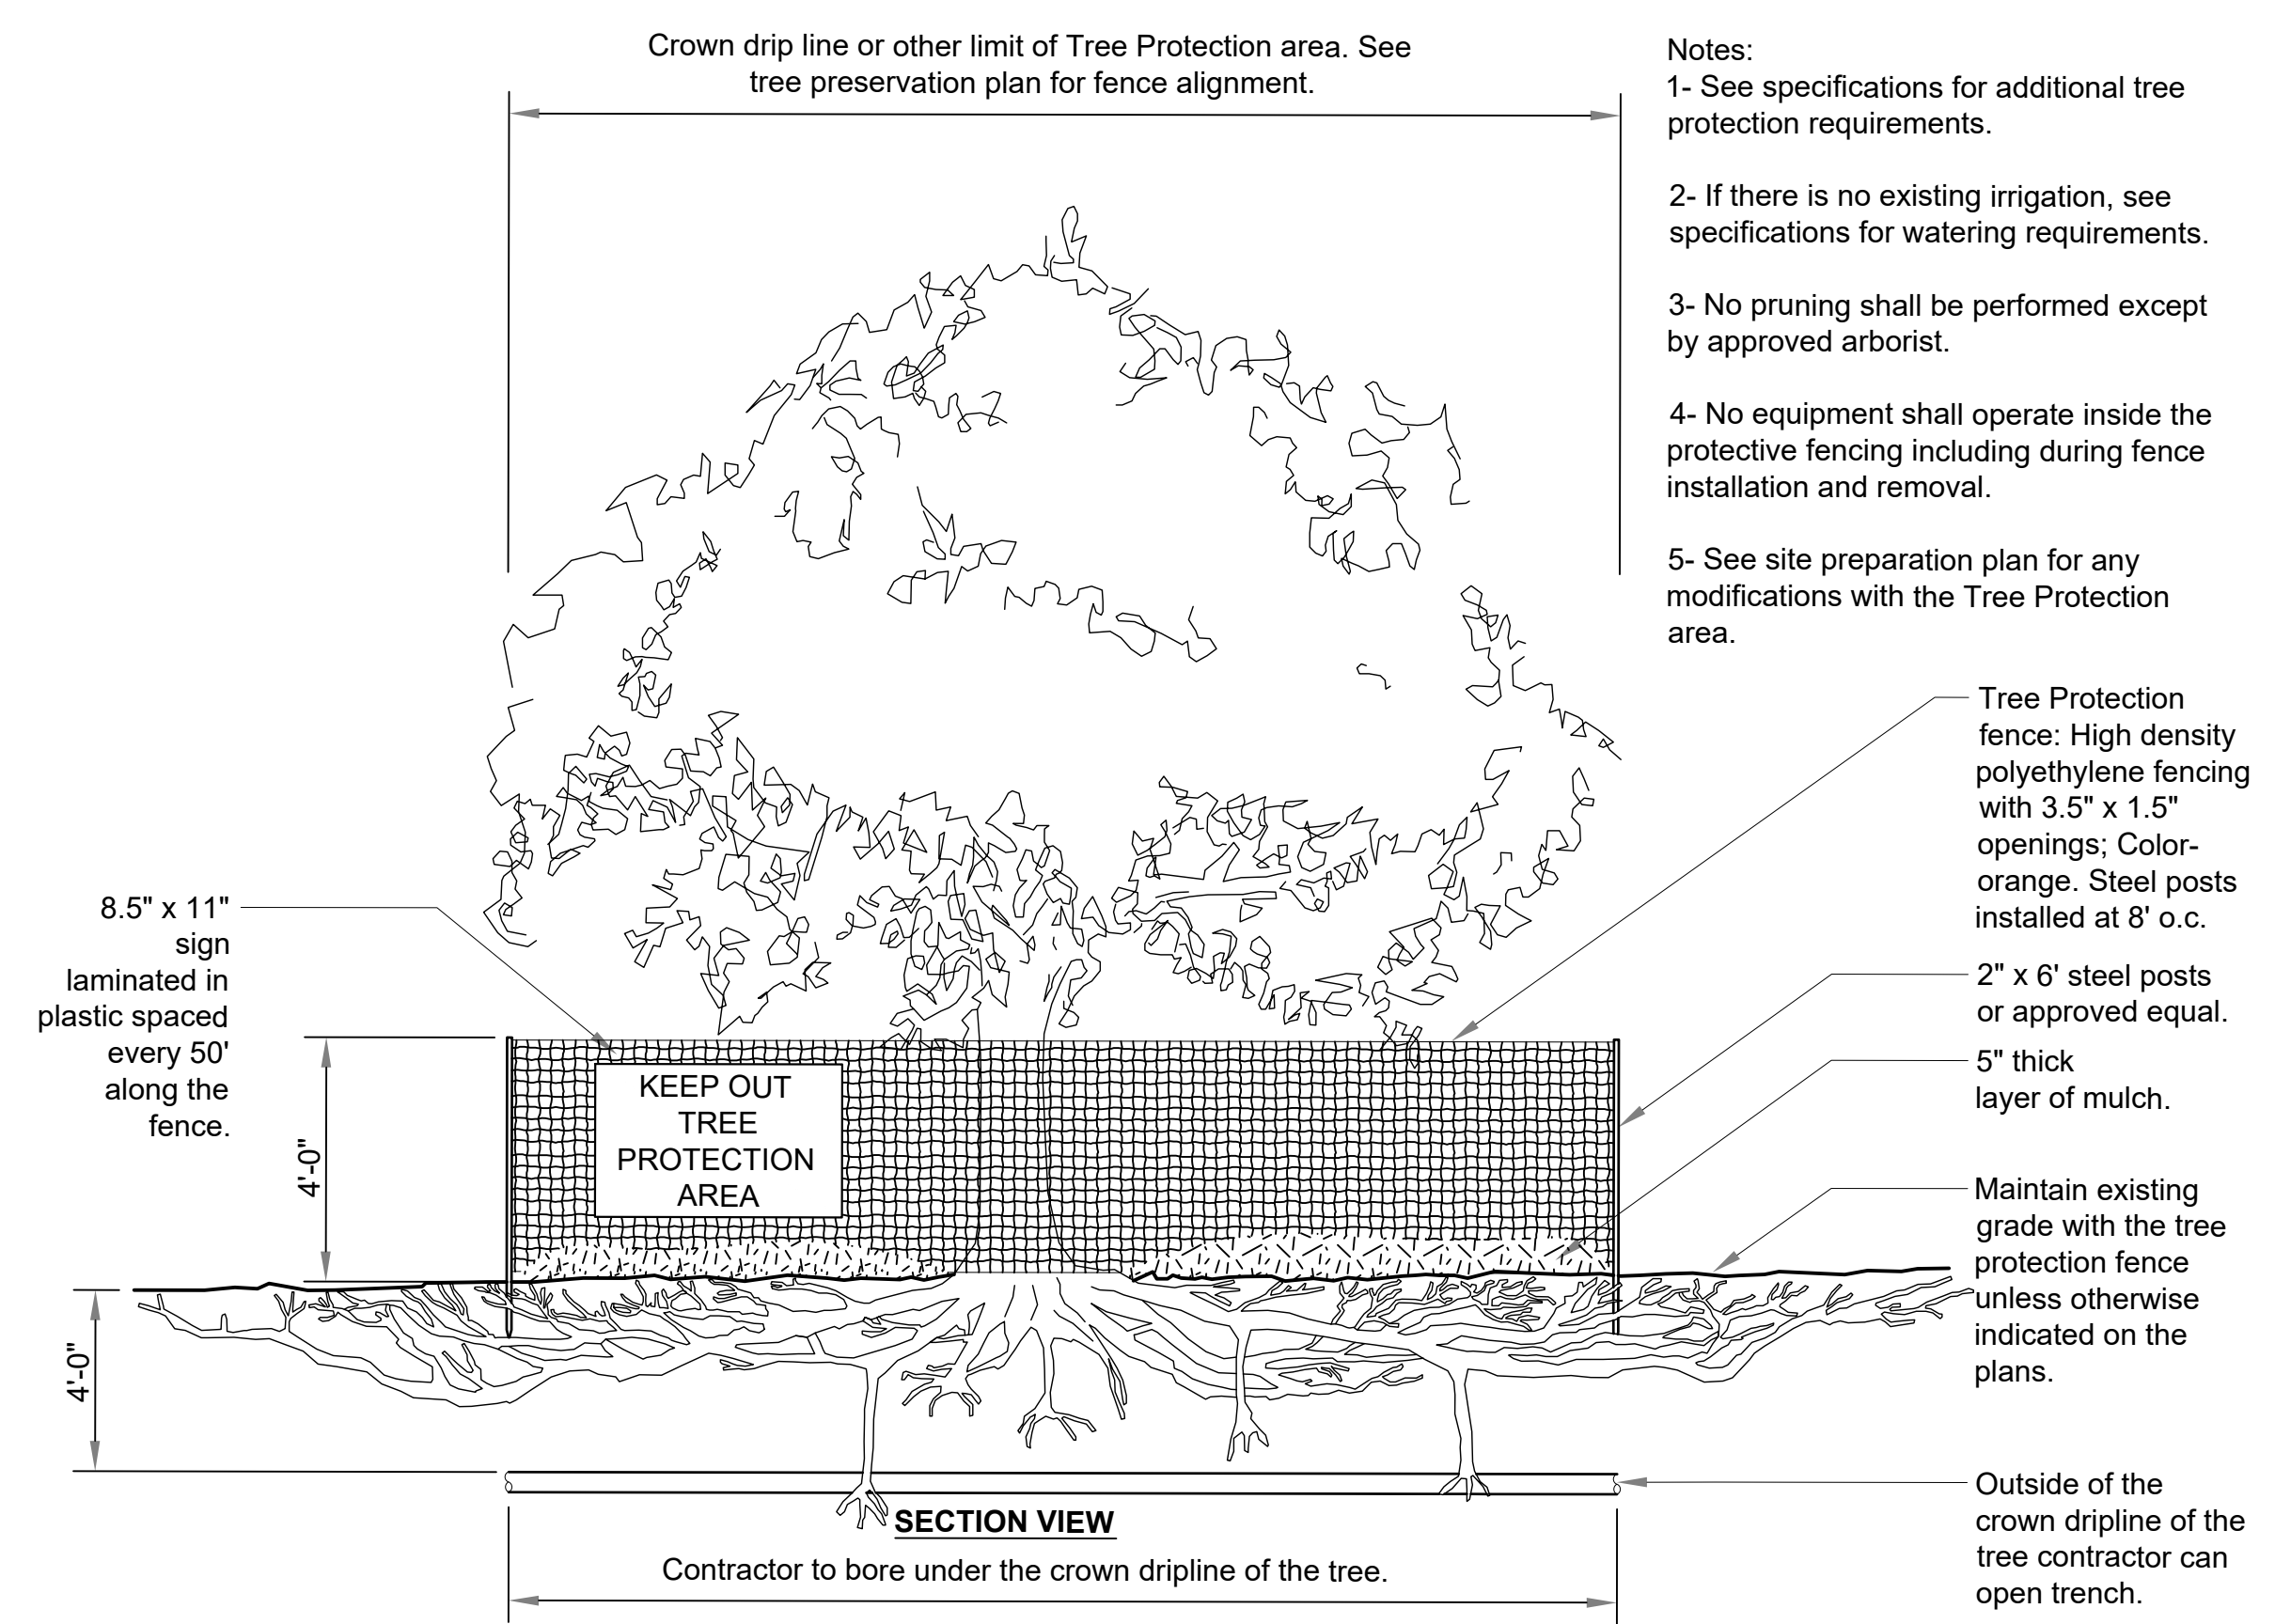 Crown drip line or other limit of Tree Protection area. See
tree preservation plan for fence alignment.
Notes:
1- See specifications for additional tree
protection requirements.
2- If there is no existing irrigation, see
specifications for watering requirements.
3- No pruning shall be performed except
by approved arborist.
4- No equipment shall operate inside the
protective fencing including during fence
installation and removal.
5- See site preparation plan for any
modifications with the Tree Protection
area.
Tree Protection
fence: High density
polyethylene fencing
with 3.5" x 1.5"
openings; Color-
orange. Steel posts
installed at 8' o.c.
2" x 6' steel posts
or approved equal.
5" thick
layer of mulch.
Maintain existing
grade with the tree
protection fence
unless otherwise
indicated on the
plans.
Outside of the
crown dripline of the
tree contractor can
open trench.
8.5" x 11"
sign
laminated in
plastic spaced
every 50'
along the
fence.
4'-0"
KEEP OUT
TREE
PROTECTION
AREA
4'-0"
SECTION VIEW
Contractor to bore under the crown dripline of the tree.